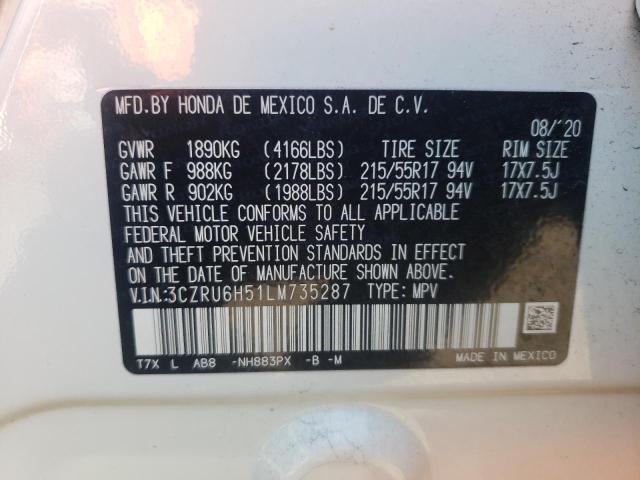 MFD.BY HONDA DE MEXICO S.A. DE C.V.
08/'20
GVWR 1890KG (4166LBS) TIRE SIZE RIM SIZE
GAWR F 988KG (2178LBS) 215/55R17 94V 17X7.5J
GAWR R 902KG (1988LBS) 215/55R17 94V 17X7.5J
THIS VEHICLE CONFORMS TO ALL APPLICABLE
FEDERAL MOTOR VEHICLE SAFETY
AND THEFT PREVENTION STANDARDS IN EFFECT
ON THE DATE OF MANUFACTURE SHOWN ABOVE.
V.I.N.:3CZRU6H51LM735287 TYPE: MPV
T7X L AB8 -NH883PX -B -M MADE IN MEXICO